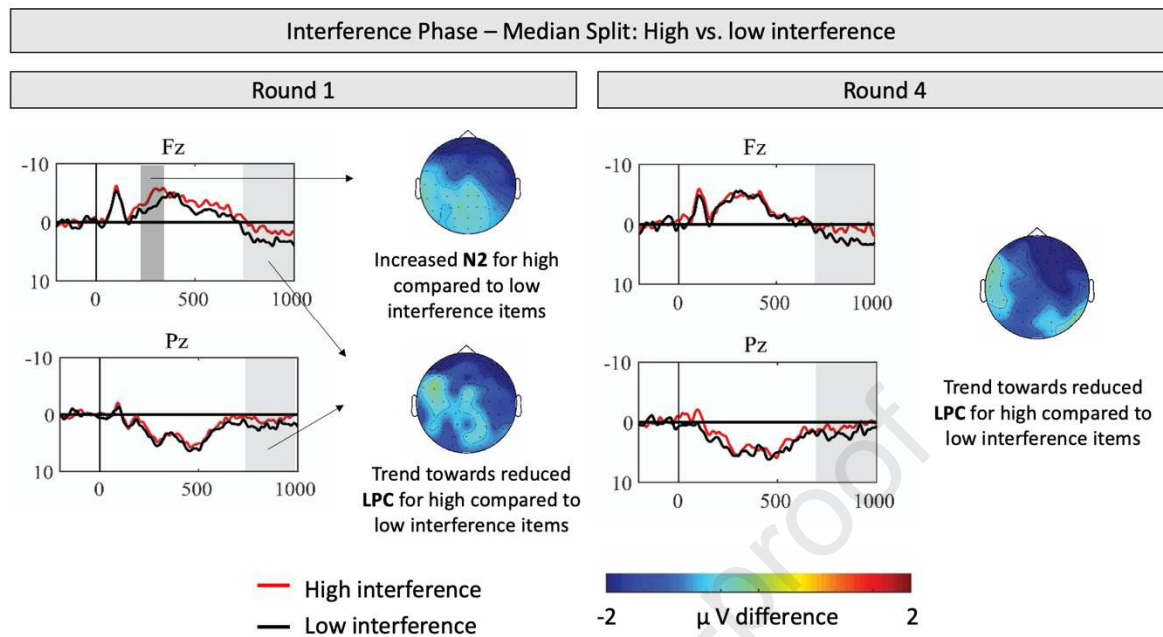 Interference Phase – Median Split: High vs. low interference
Round 1
Round 4
Fz
-10
0
10
0
500
1000
Increased N2 for high
compared to low
interference items
Pz
-10
0
10
0
500
1000
Trend towards reduced
LPC for high compared to
low interference items
Fz
-10
0
10
0
500
1000
Pz
-10
0
10
0
500
1000
Trend towards reduced
LPC for high compared to
low interference items
High interference
Low interference
-2
μ V difference
2
proof